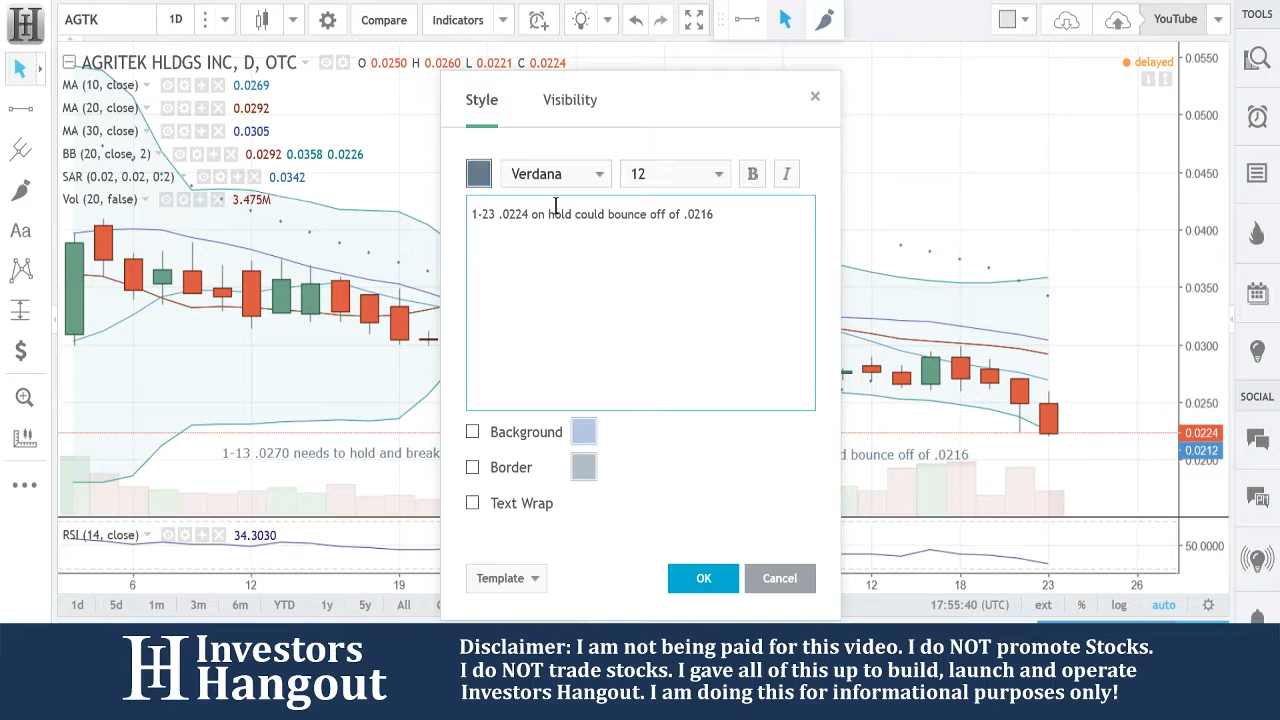 AGTK
1D
Compare
Indicators
YouTube
TOOLS
AGRITEK HLDGS INC, D, OTC
O 0.0250 H 0.0260 L 0.0221 C 0.0224
delayed
MA (10, close) 0.0269
MA (20, close) 0.0292
MA (30, close) 0.0305
BB (20, close, 2) 0.0292 0.0358 0.0226
SAR (0.02, 0.02, 0.2) 0.0342
Vol (20, false) 3.475M
Style
Visibility
Verdana
12
B
I
1-23 .0224 on hold could bounce off of .0216
Background
Border
Text Wrap
Template
OK
Cancel
1-13 .0270 needs to hold and break
d bounce off of .0216
0.0550
0.0500
0.0450
0.0400
0.0350
0.0300
0.0250
0.0224
0.0212
0.0200
RSI (14, close) 34.3030
50.0000
6
12
19
12
18
23
26
1d
5d
1m
3m
6m
YTD
1y
5y
All
17:55:40 (UTC)
ext
%
log
auto
Aa
$
SOCIAL
H
Investors
Hangout
Disclaimer: I am not being paid for this video. I do NOT promote Stocks.
I do NOT trade stocks. I gave all of this up to build, launch and operate
Investors Hangout. I am doing this for informational purposes only!